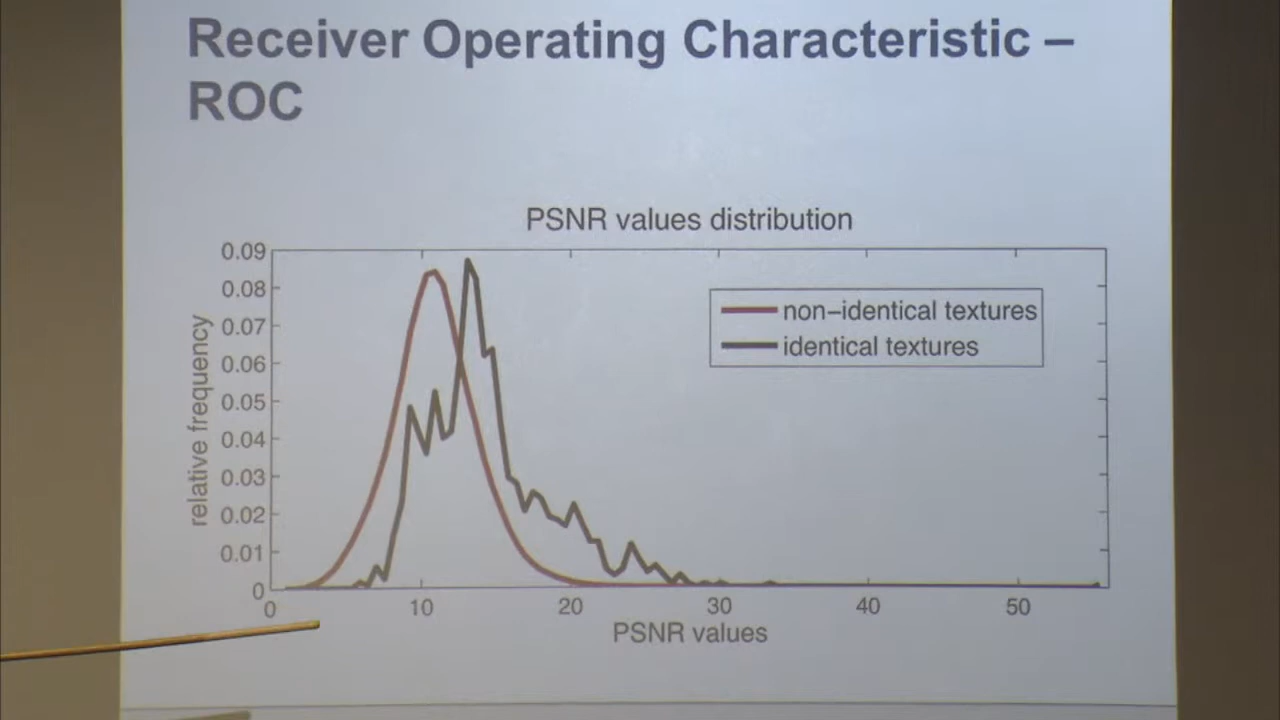 Receiver Operating Characteristic –
ROC
PSNR values distribution
0.09
0.08
0.07
0.06
0.05
0.04
0.03
0.02
0.01
0
relative frequency
non-identical textures
identical textures
0 10 20 30 40 50
PSNR values